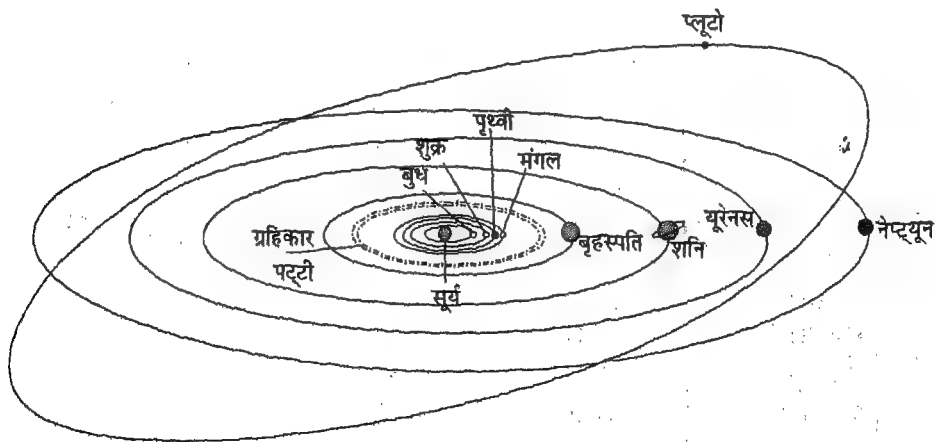 प्लूटो
पृथ्वी
शुक्र
मंगल
बुध
ग्रहिकार
पट्टी
सूर्य
बृहस्पति
शनि
यूरेनस
नेप्ट्यून